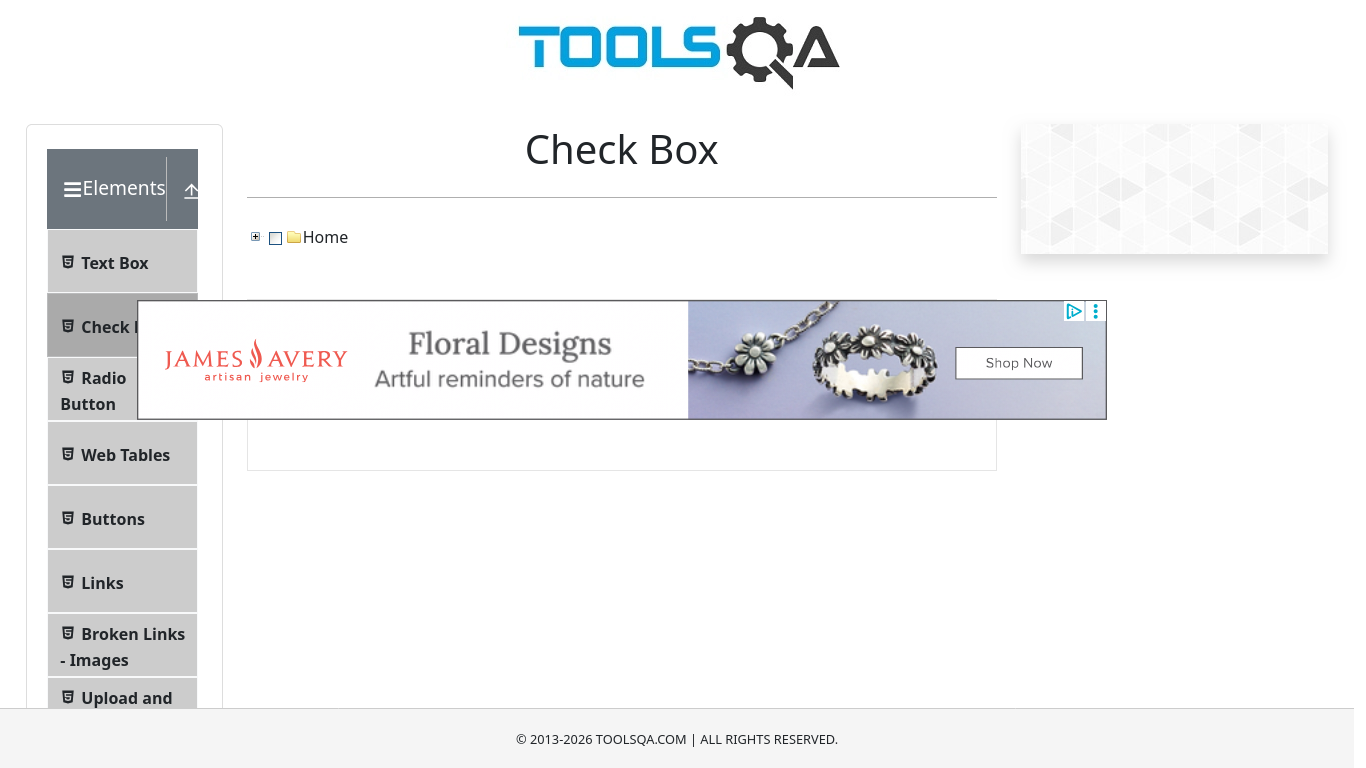 TOOLSQA
Check Box
Elements
Home
Text Box
Check
Radio
Button
JAMES AVERY
artisan jewelry
Floral Designs
Artful reminders of nature
Shop Now
Web Tables
Buttons
Links
Broken Links
- Images
Upload and
© 2013-2026 TOOLSQA.COM | ALL RIGHTS RESERVED.